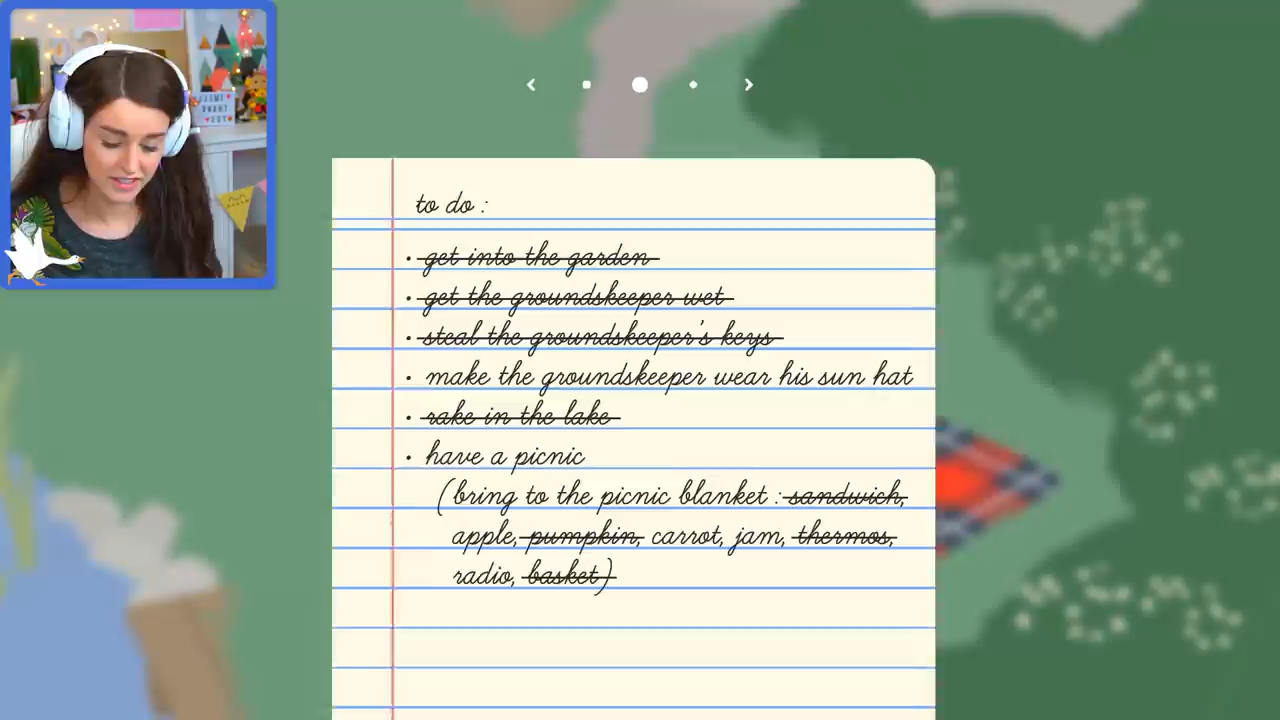 to do :
• get into the garden
• get the groundskeeper wet
• steal the groundskeeper's keys
• make the groundskeeper wear his sun hat
• rake in the lake
• have a picnic
(bring to the picnic blanket : sandwich,
apple, pumpkin, carrot, jam, thermos,
radio, basket)